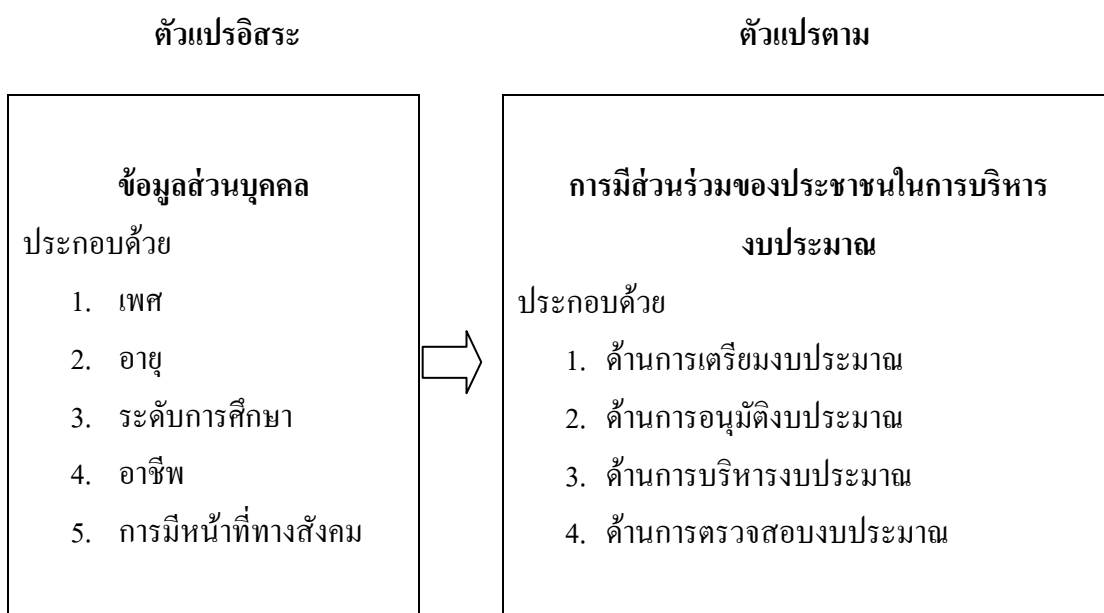 ตัวแปรอิสระ
ตัวแปรตาม
ข้อมูลส่วนบุคคล
ประกอบด้วย
1. เพศ
2. อายุ
3. ระดับการศึกษา
4. อาชีพ
5. การมีหน้าที่ทางสังคม
การมีส่วนร่วมของประชาชนในการบริหาร
งบประมาณ
ประกอบด้วย
1. ด้านการเตรียมงบประมาณ
2. ด้านการอนุมัติงบประมาณ
3. ด้านการบริหารงบประมาณ
4. ด้านการตรวจสอบงบประมาณ